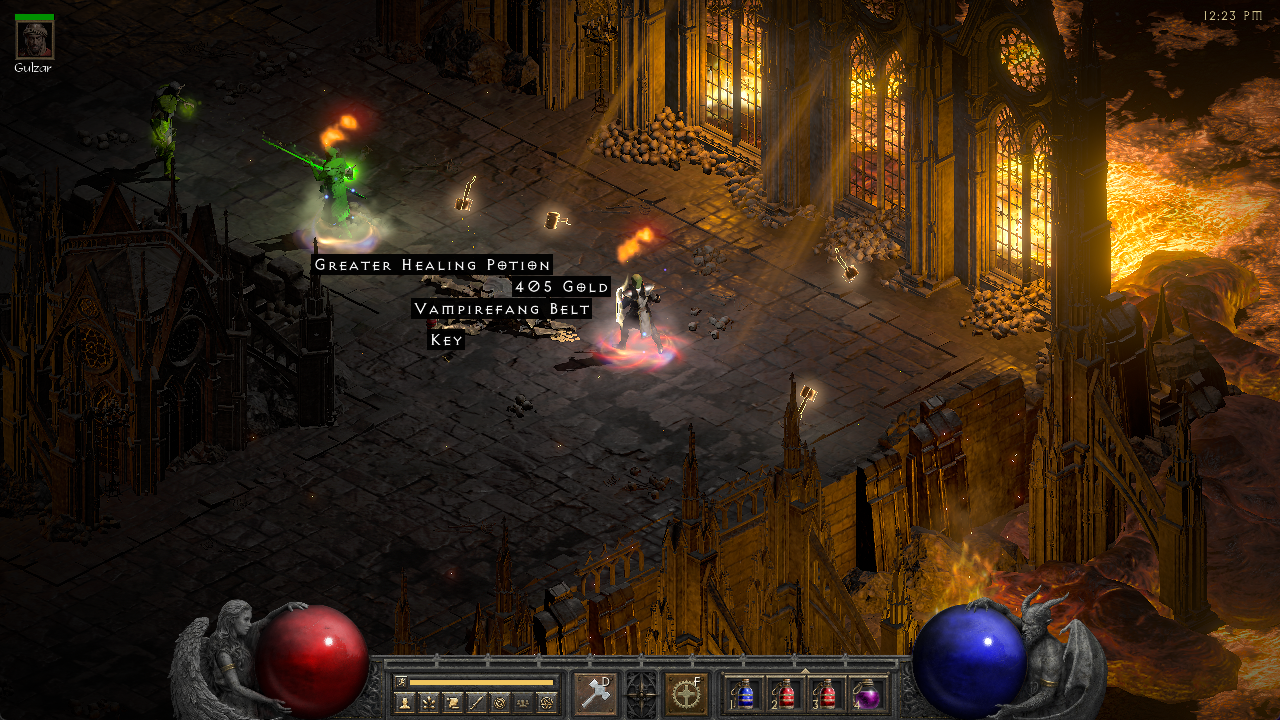 12:23 PM
Gulzar
Greater Healing Potion
405 Gold
Vampirefang Belt
Key
D
F
1
2
3
4